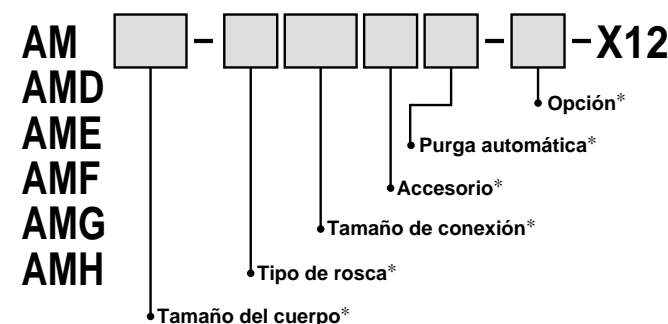 AM - - - X12
AMD
AME
AMF
AMG
AMH
Opción*
Purga automática*
Accesorio*
Tamaño de conexión*
Tipo de rosca*
Tamaño del cuerpo*